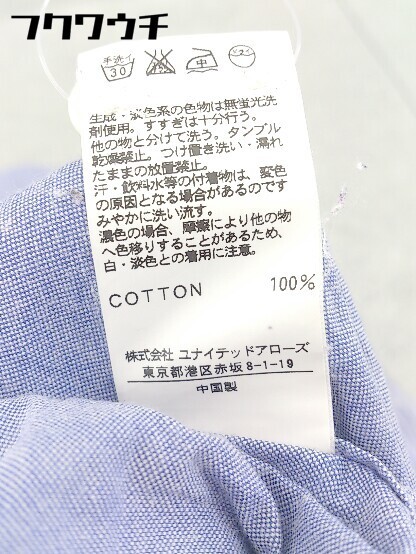 フクワウチ
手洗イ
30
中
ドライ
生成・淡色系の色物は無蛍光洗
剤使用。すすぎは十分行う。
他の物と分けて洗う。タンブル
乾燥禁止。つけ置き洗い・濡れ
たままの放置禁止。
汗・飲料水等の付着物は、変色
の原因となる場合があるのです
みやかに洗い流す。
濃色の場合、摩擦により他の物
へ色移りすることがあるため、
白・淡色との着用に注意。
COTTON 100%
株式会社 ユナイテッドアローズ
東京都港区赤坂8-1-19
中国製